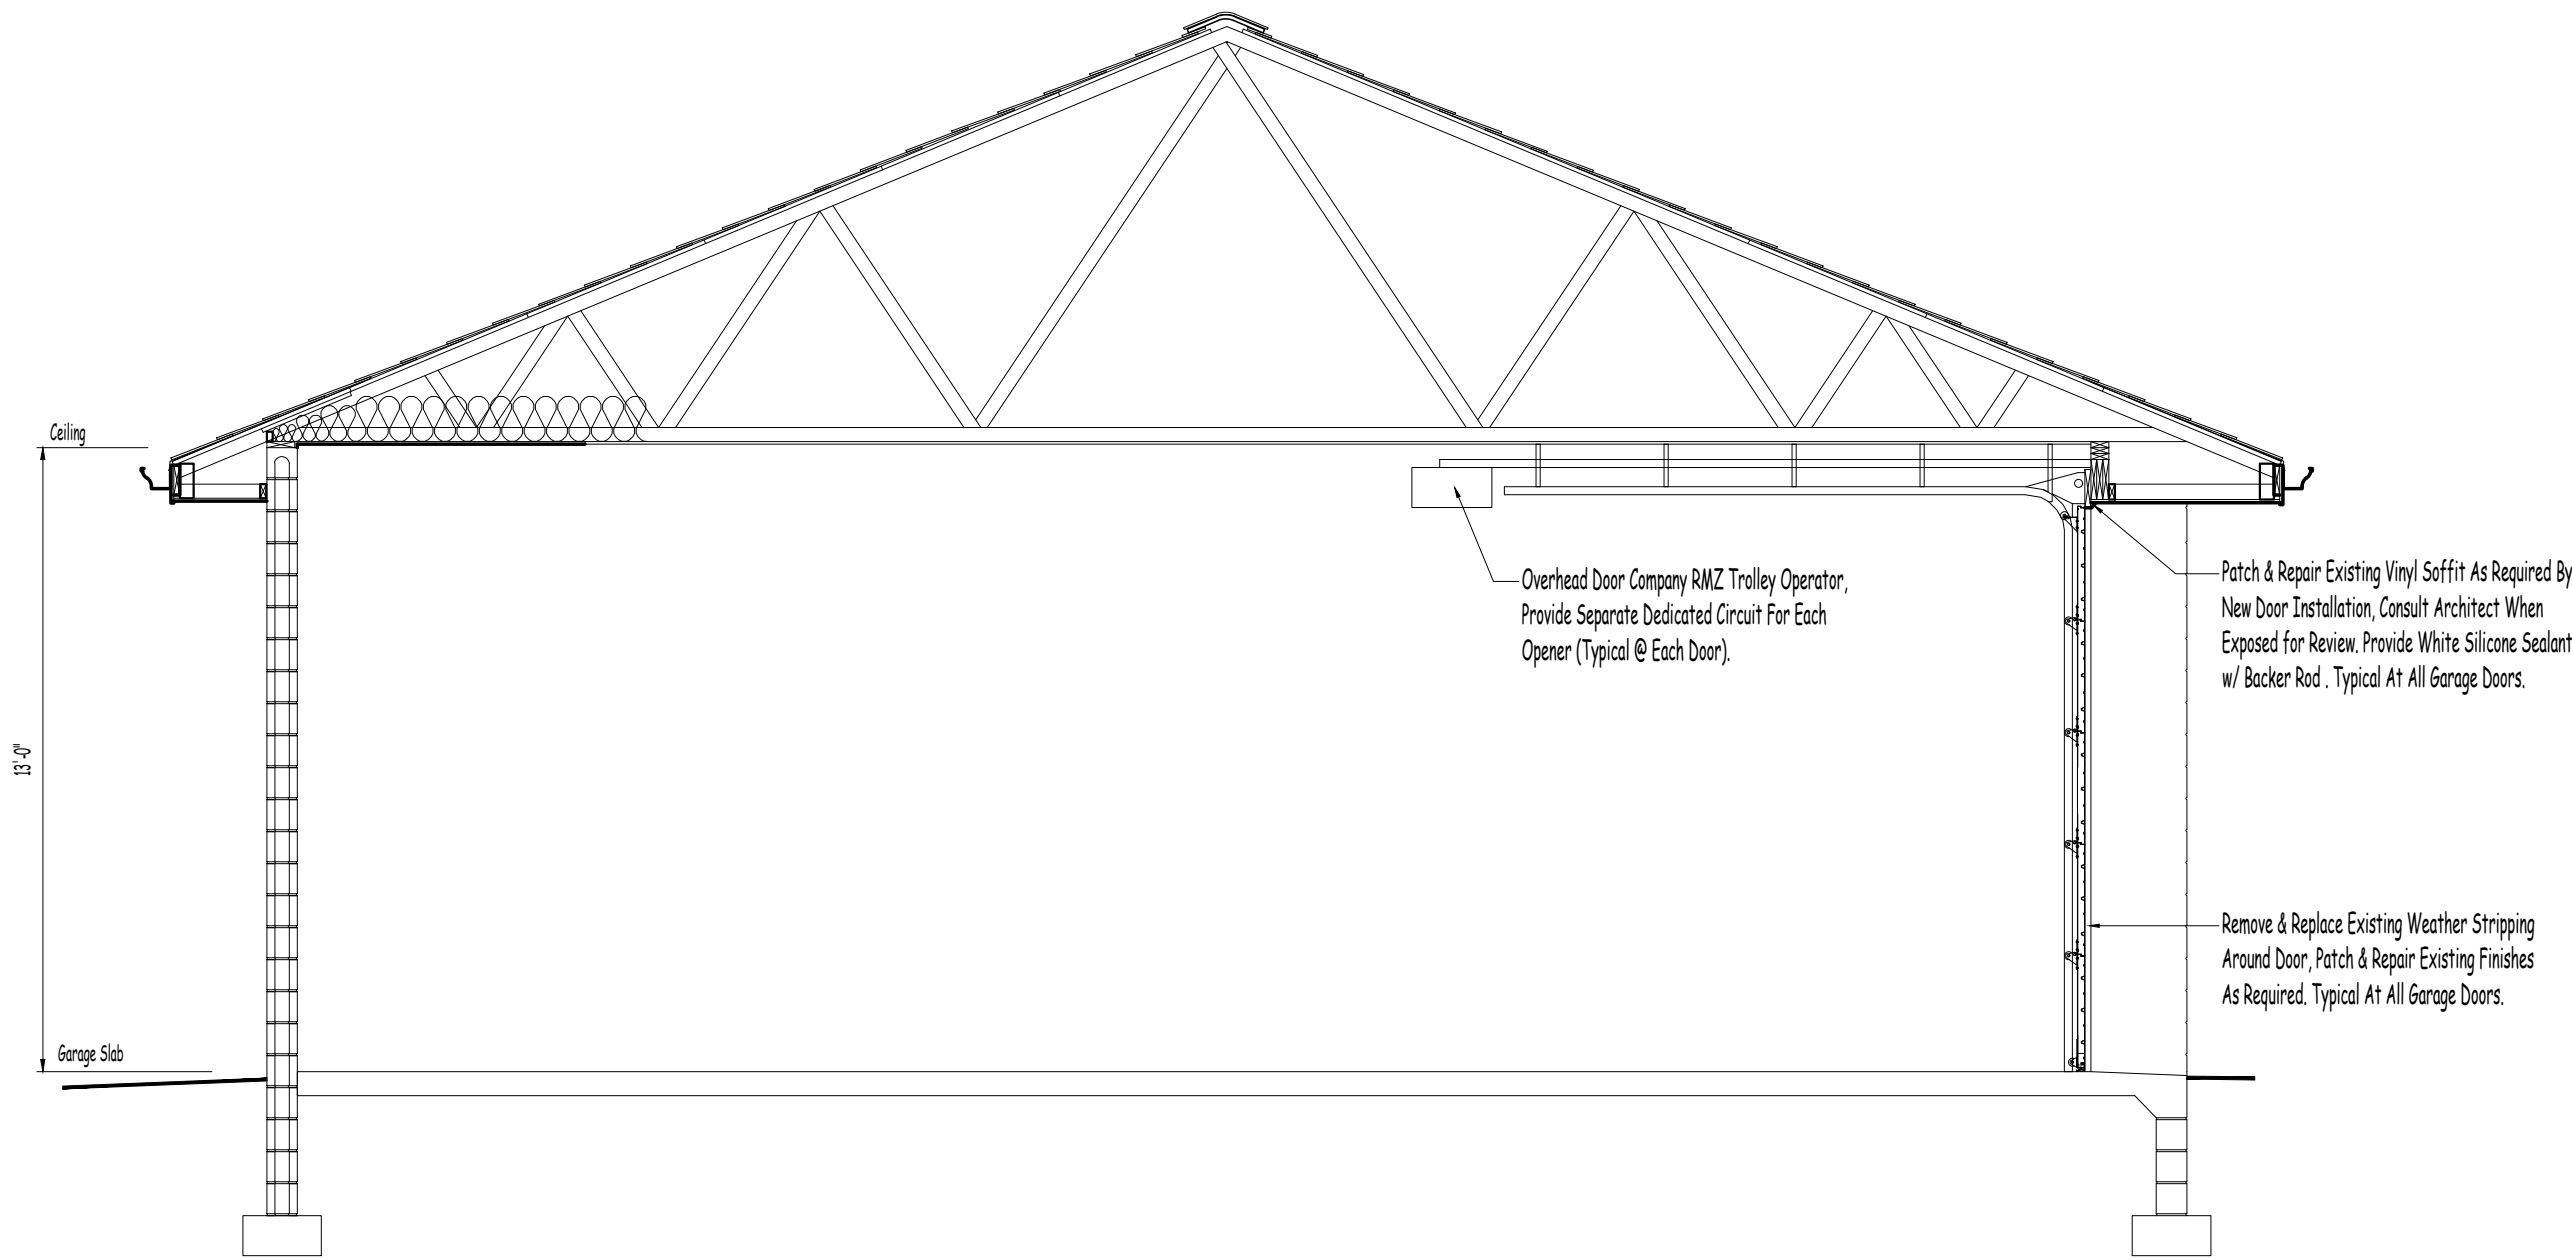 Ceiling
13'-0"
Garage Slab
Overhead Door Company RMZ Trolley Operator,
Provide Separate Dedicated Circuit For Each
Opener (Typical @ Each Door).
Patch & Repair Existing Vinyl Soffit As Required By
New Door Installation, Consult Architect When
Exposed for Review. Provide White Silicone Sealant
w/ Backer Rod . Typical At All Garage Doors.
Remove & Replace Existing Weather Stripping
Around Door, Patch & Repair Existing Finishes
As Required. Typical At All Garage Doors.